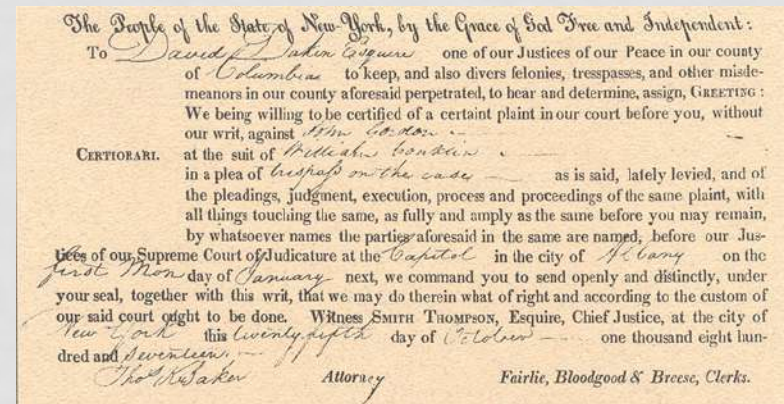 The People of the State of New-York, by the Grace of God Free and Independent:
To David Dakin Esquire one of our Justices of our Peace in our county
of Columbia to keep, and also divers felonies, tresspasses, and other misde-
meanors in our county aforesaid perpetrated, to hear and determine, assign, GREETING:
We being willing to be certified of a certaint plaint in our court before you, without
our writ, against John Gordon
CERTIORARI. at the suit of William Conklin
in a plea of trespass on the case as is said, lately levied, and of
the pleadings, judgment, execution, process and proceedings of the same plaint, with
all things touching the same, as fully and amply as the same before you may remain,
by whatsoever names the parties aforesaid in the same are named, before our Jus-
tices of our Supreme Court of Judicature at the Capitol in the city of Albany on the
first Mon day of January next, we command you to send openly and distinctly, under
your seal, together with this writ, that we may do therein what of right and according to the custom of
our said court ought to be done. Witness SMITH THOMPSON, Esquire, Chief Justice, at the city of
New York this twenty fifth day of October one thousand eight hun-
dred and seventeen.
Thos K Baker Attorney Fairlie, Bloodgood & Breese, Clerks.